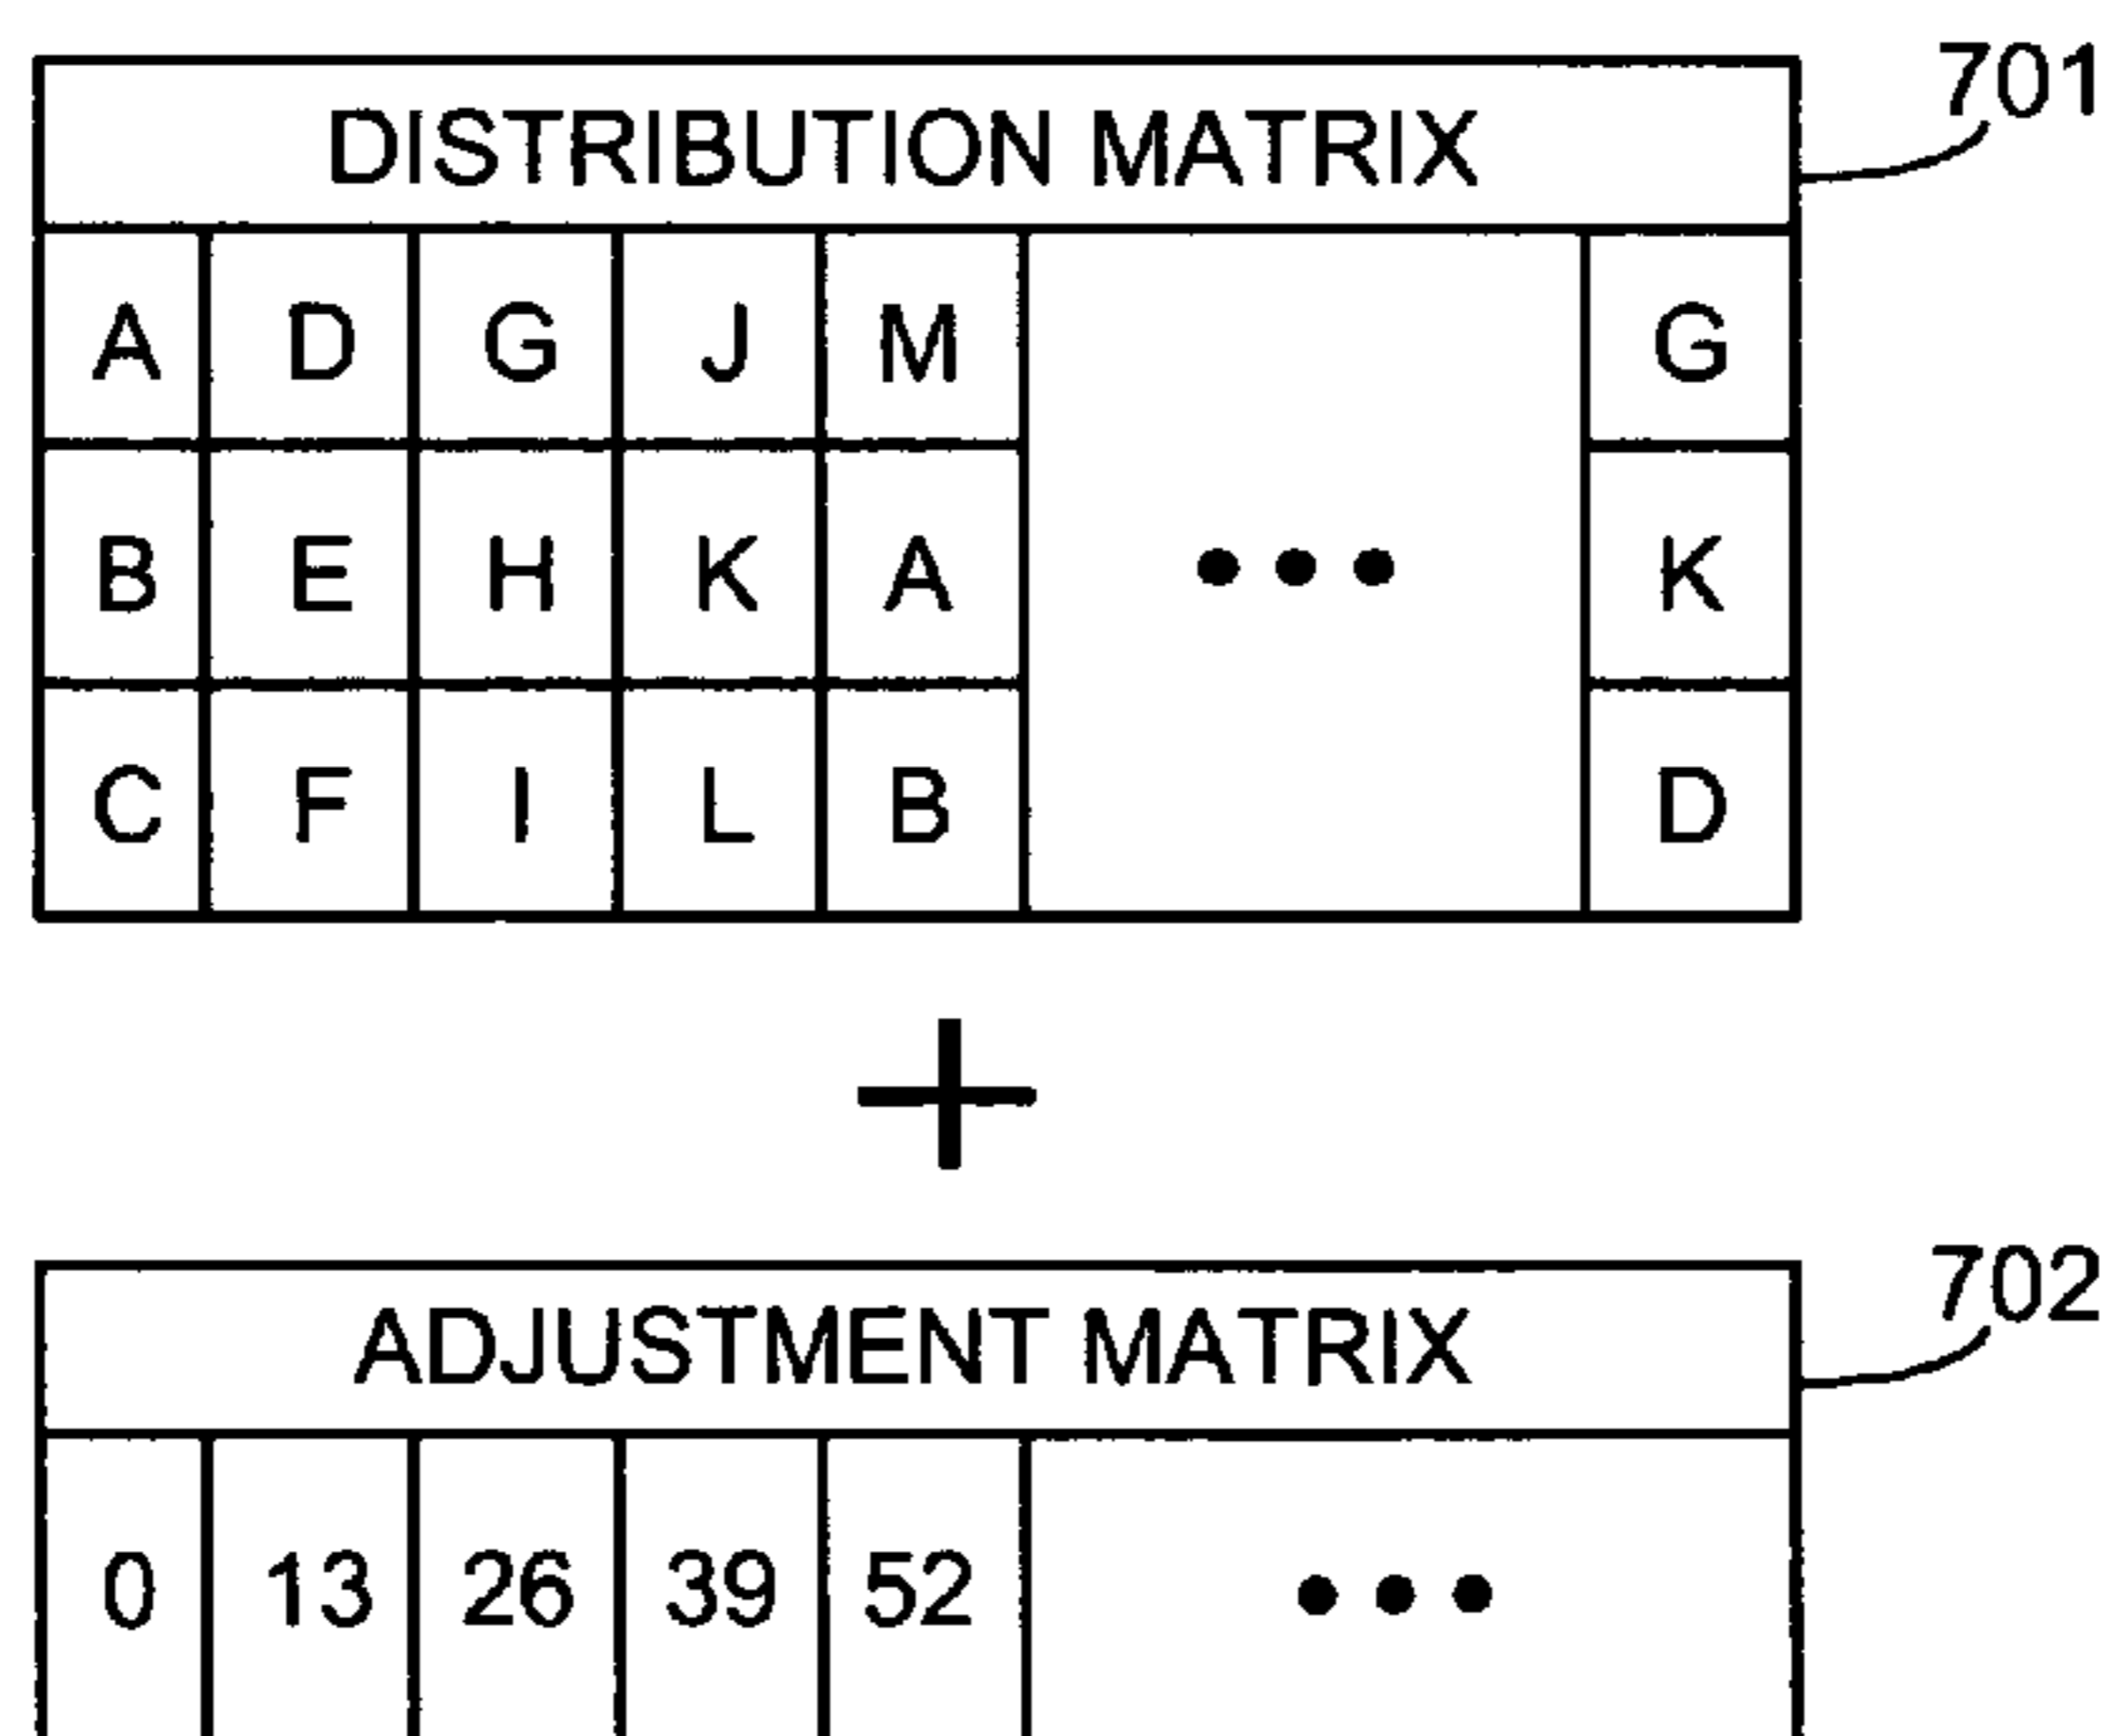 701
DISTRIBUTION MATRIX
A D G J M ••• G
B E H K A K
C F I L B D
+
702
ADJUSTMENT MATRIX
0 13 26 39 52 •••